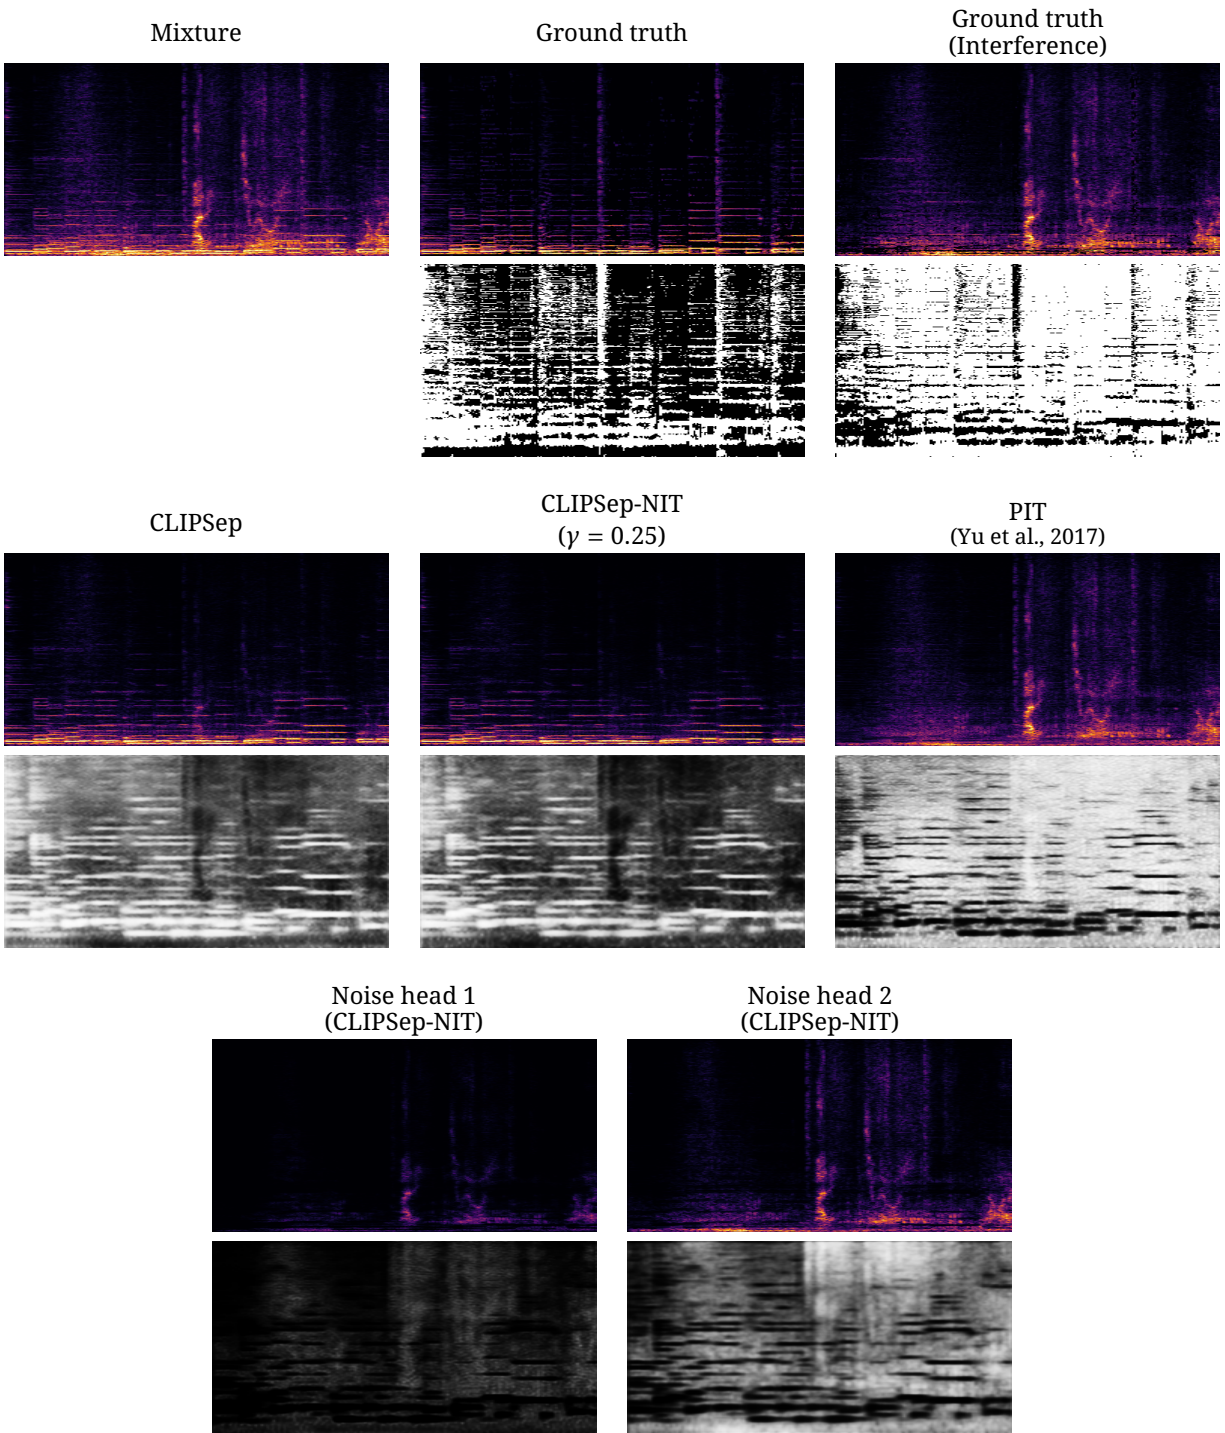 Mixture
Ground truth
Ground truth
(Interference)
CLIPSep
CLIPSep-NIT
(γ = 0.25)
PIT
(Yu et al., 2017)
Noise head 1
(CLIPSep-NIT)
Noise head 2
(CLIPSep-NIT)